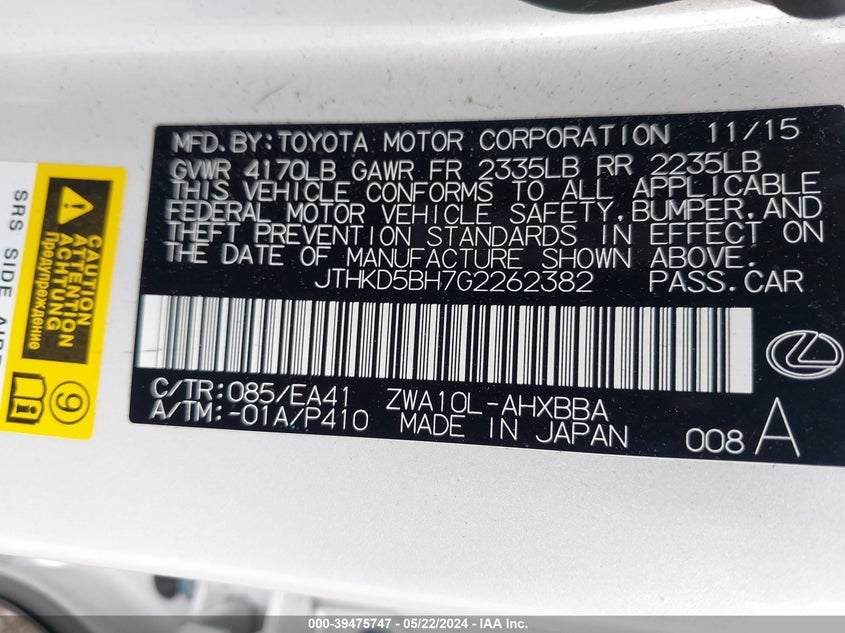 MFD.BY:TOYOTA MOTOR CORPORATION 11/15
GVWR 4170LB GAWR FR 2335LB RR 2235LB
THIS VEHICLE CONFORMS TO ALL APPLICABLE
FEDERAL MOTOR VEHICLE SAFETY,BUMPER,AND
THEFT PREVENTION STANDARDS IN EFFECT ON
THE DATE OF MANUFACTURE SHOWN ABOVE.
JTHKD5BH7G2262382 PASS.CAR
C/TR:085/EA41 ZWA10L-AHXBBA
A/TM:-01A/P410 MADE IN JAPAN 008 A
CAUTION
ATTENTION
ACHTUNG
Предупреждение
9
SRS SIDE
000-39475747 - 05/22/2024 - IAA Inc.